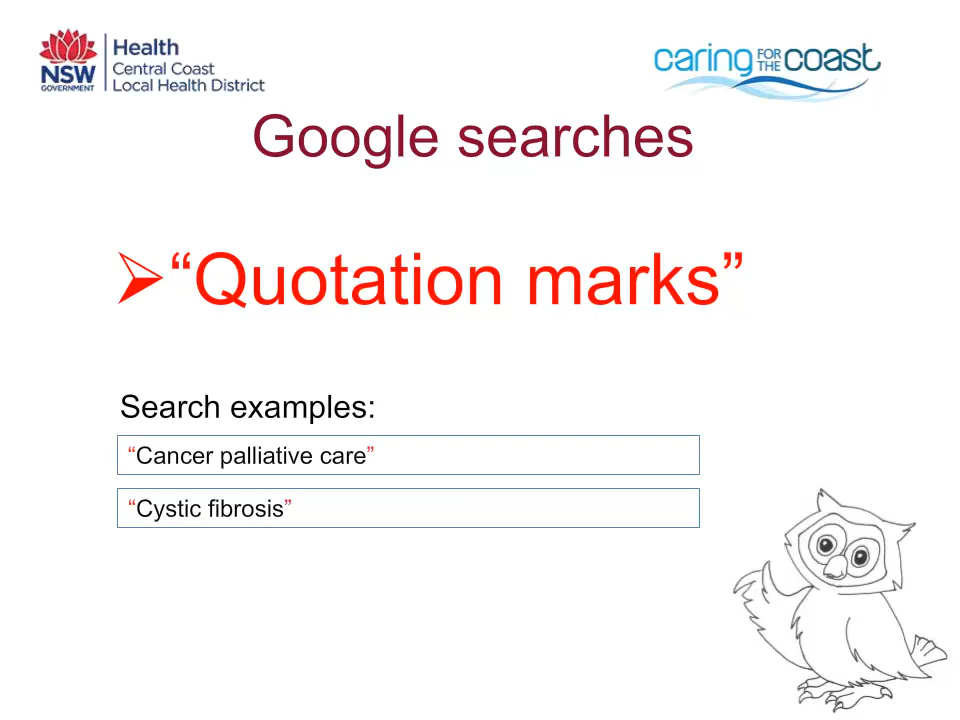 Health
NSW
GOVERNMENT
Central Coast
Local Health District
caring FOR THE coast
Google searches
“Quotation marks”
Search examples:
“Cancer palliative care”
“Cystic fibrosis”